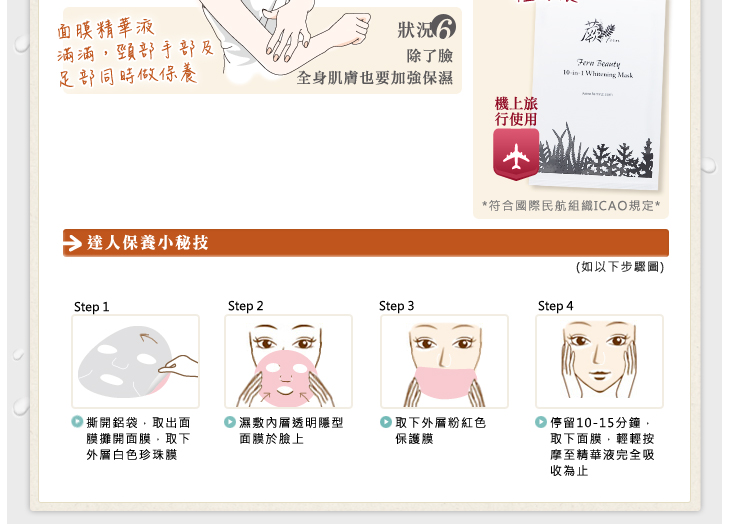 面膜精華液
滿滿，頸部手部及
足部同時做保養
狀況6
除了臉
全身肌膚也要加強保濕
Fern Beauty
10-in-1 Whitening Mask
機上旅
行使用
*符合國際民航組織ICAO規定*
達人保養小秘技
(如以下步驟圖)
Step 1
撕開鋁袋，取出面
膜攤開面膜，取下
外層白色珍珠膜
Step 2
濕敷內層透明隱型
面膜於臉上
Step 3
取下外層粉紅色
保護膜
Step 4
停留10-15分鐘，
取下面膜，輕輕按
摩至精華液完全吸
收為止